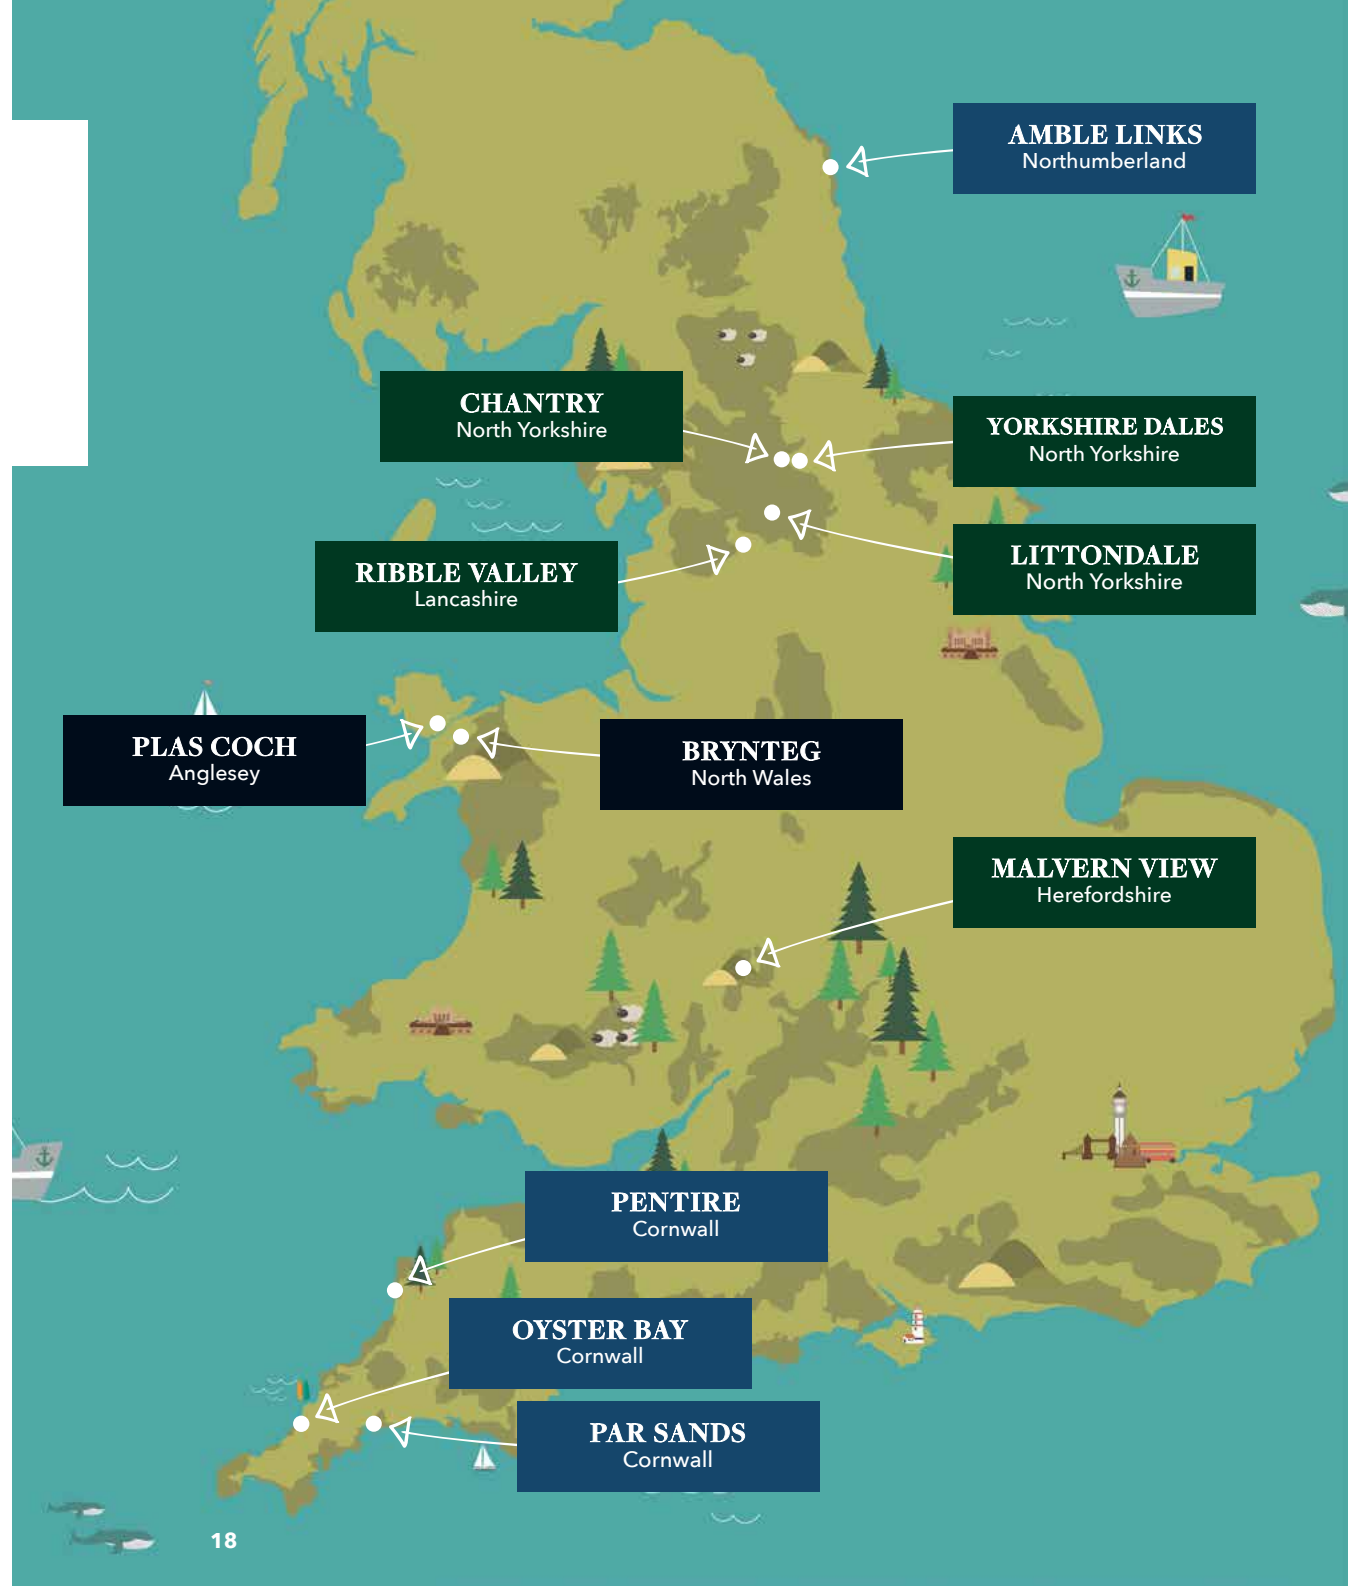 AMBLE LINKS
Northumberland
CHANTRY
North Yorkshire
YORKSHIRE DALES
North Yorkshire
LITTONDALE
North Yorkshire
RIBBLE VALLEY
Lancashire
PLAS COCH
Anglesey
BRYNTEG
North Wales
MALVERN VIEW
Herefordshire
PENTIRE
Cornwall
OYSTER BAY
Cornwall
PAR SANDS
Cornwall
18